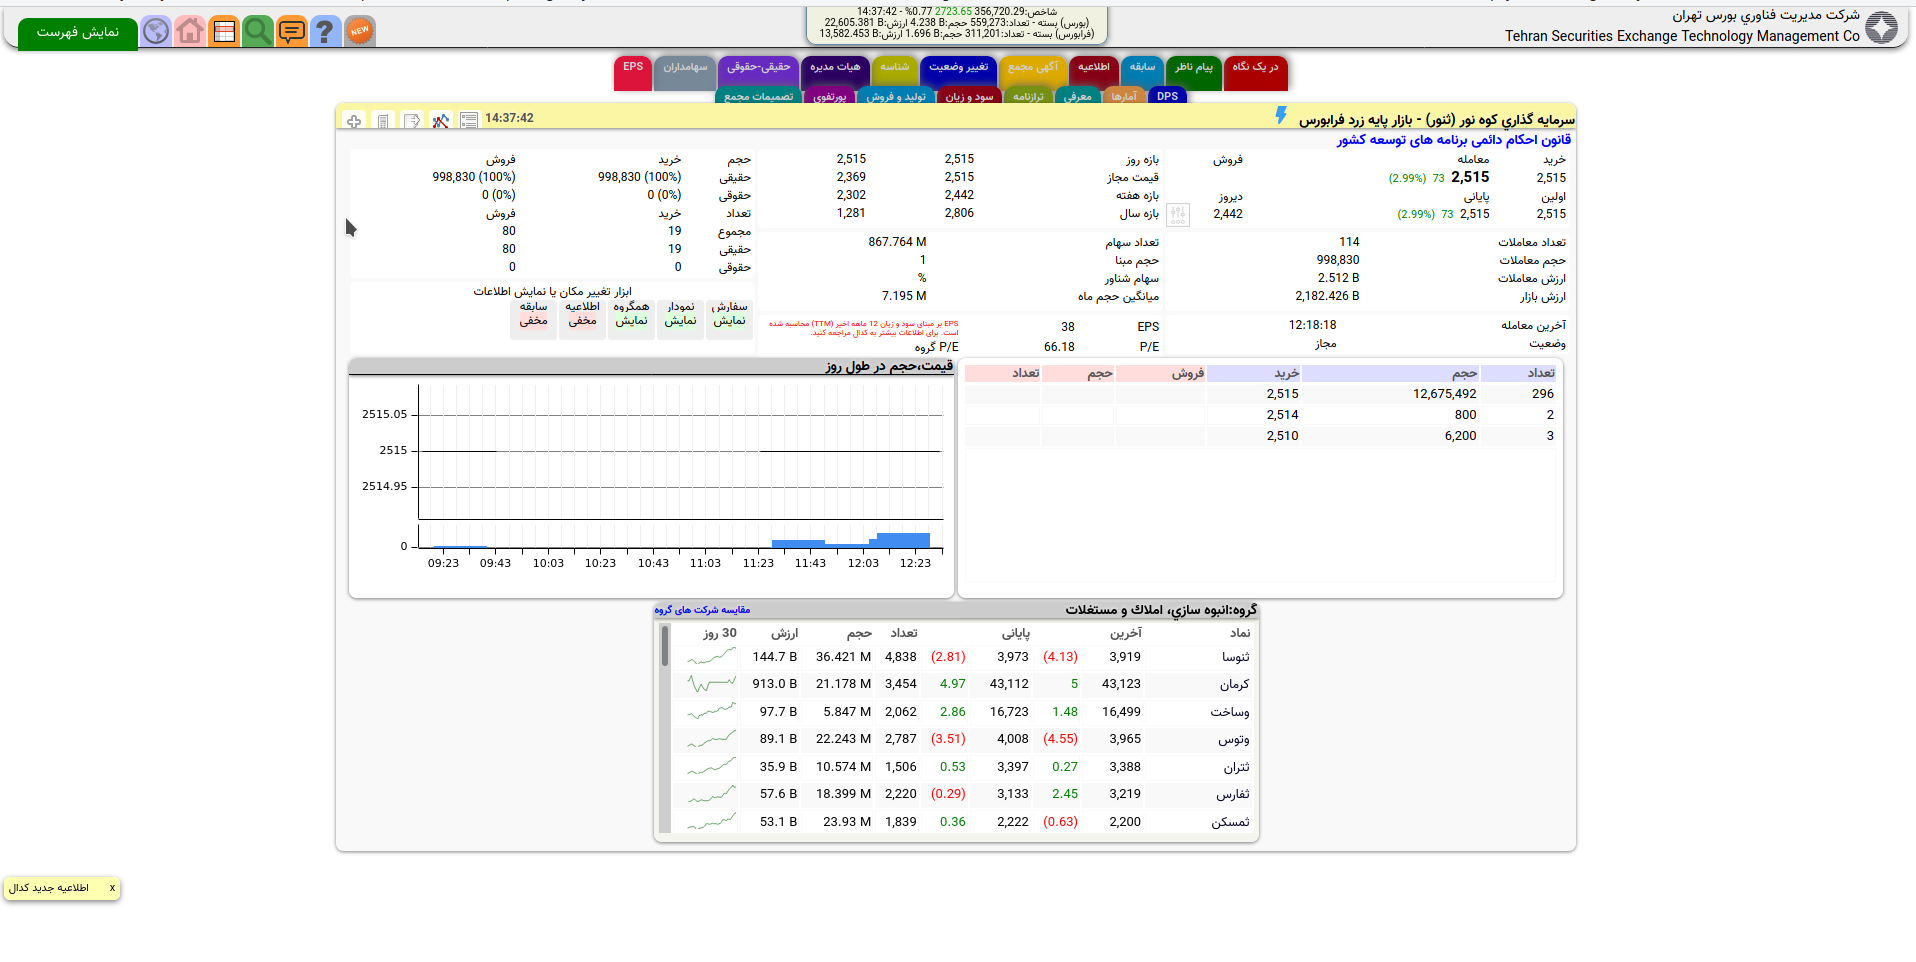 شرکت مديريت فناوري بورس تهران
Tehran Securities Exchange Technology Management Co
شاخص:356,720.29 2723.65 0.77% - 14:37:42
(بورس) بسته - تعداد:559,273 حجم:4.238 B ارزش:22,605.381 B
(فرابورس) بسته - تعداد:311,201 حجم:1.696 B ارزش:13,582.453 B
NEW
نمایش فهرست
در یک نگاه پیام ناظر سابقه اطلاعیه آگهی مجمع تغییر وضعیت شناسه هیات مدیره حقیقی-حقوقی سهامداران EPS
DPS آمارها معرفی ترازنامه سود و زیان تولید و فروش پورتفوی تصمیمات مجمع
سرمايه گذاري كوه نور (ثنور) - بازار پایه زرد فرابورس
14:37:42
قانون احکام دائمی برنامه های توسعه کشور
خرید معامله فروش
2,515 2,515 73 (2.99%)
اولین پایانی دیروز
2,515 2,515 73 (2.99%) 2,442
تعداد معاملات 114
حجم معاملات 998,830
ارزش معاملات 2.512 B
ارزش بازار 2,182.426 B
آخرین معامله 12:18:18
وضعیت مجاز
بازه روز 2,515 2,515
قیمت مجاز 2,515 2,369
بازه هفته 2,442 2,302
بازه سال 2,806 1,281
تعداد سهام 867.764 M
حجم مبنا 1
سهام شناور %
میانگین حجم ماه 7.195 M
EPS 38
EPS بر مبنای سود و زیان 12 ماهه اخیر (TTM) محاسبه شده
است. برای اطلاعات بیشتر به کدال مراجعه کنید.
P/E 66.18 P/E گروه
حجم خرید فروش
حقیقی 998,830 (100%) 998,830 (100%)
حقوقی 0 (0%) 0 (0%)
تعداد خرید فروش
مجموع 19 80
حقیقی 19 80
حقوقی 0 0
ابزار تغییر مکان یا نمایش اطلاعات
سفارش نمودار همگروه اطلاعیه سابقه
نمایش نمایش نمایش مخفی مخفی
تعداد حجم خرید فروش حجم تعداد
296 12,675,492 2,515
2 800 2,514
3 6,200 2,510
قیمت،حجم در طول روز
2515.05
2515
2514.95
0
09:23 09:43 10:03 10:23 10:43 11:03 11:23 11:43 12:03 12:23
گروه:انبوه سازي، املاك و مستغلات
مقایسه شرکت های گروه
نماد آخرین پایانی تعداد حجم ارزش 30 روز
ثنوسا 3,919 (4.13) 3,973 (2.81) 4,838 36.421 M 144.7 B
كرمان 43,123 5 43,112 4.97 3,454 21.178 M 913.0 B
وساخت 16,499 1.48 16,723 2.86 2,062 5.847 M 97.7 B
وتوس 3,965 (4.55) 4,008 (3.51) 2,787 22.243 M 89.1 B
ثتران 3,388 0.27 3,397 0.53 1,506 10.574 M 35.9 B
ثفارس 3,219 2.45 3,133 (0.29) 2,220 18.399 M 57.6 B
ثمسكن 2,200 (0.63) 2,222 0.36 1,839 23.93 M 53.1 B
x اطلاعیه جدید کدال